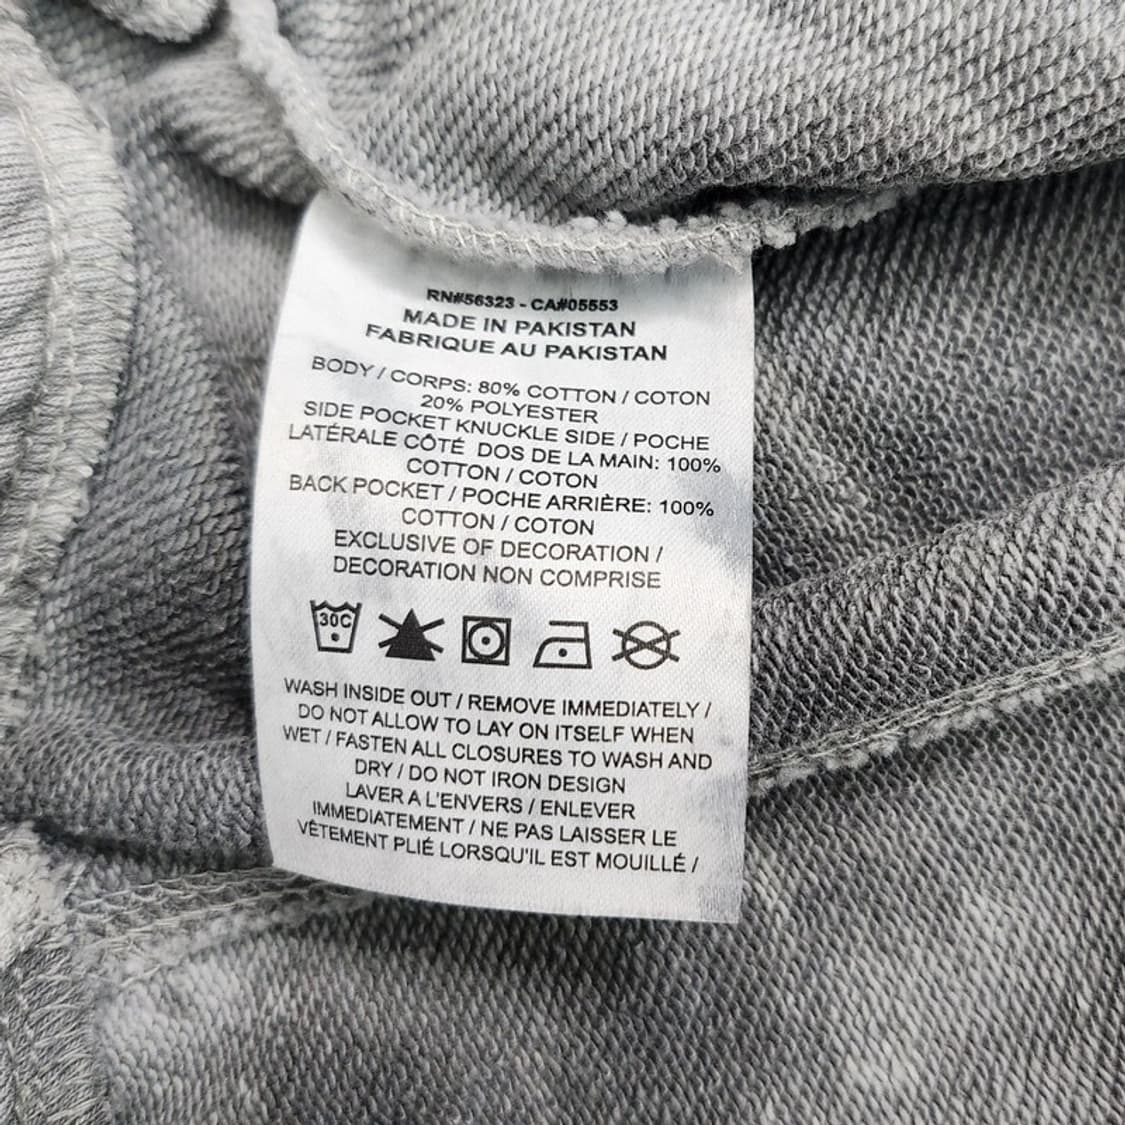 RN#56323 - CA#05553
MADE IN PAKISTAN
FABRIQUE AU PAKISTAN
BODY / CORPS: 80% COTTON / COTON
20% POLYESTER
SIDE POCKET KNUCKLE SIDE / POCHE
LATÉRALE CÔTÉ DOS DE LA MAIN: 100%
COTTON / COTON
BACK POCKET / POCHE ARRIÈRE: 100%
COTTON / COTON
EXCLUSIVE OF DECORATION /
DECORATION NON COMPRISE
30C
WASH INSIDE OUT / REMOVE IMMEDIATELY /
DO NOT ALLOW TO LAY ON ITSELF WHEN
WET / FASTEN ALL CLOSURES TO WASH AND
DRY / DO NOT IRON DESIGN
LAVER A L'ENVERS / ENLEVER
IMMEDIATEMENT / NE PAS LAISSER LE
VÊTEMENT PLIÉ LORSQU'IL EST MOUILLÉ /